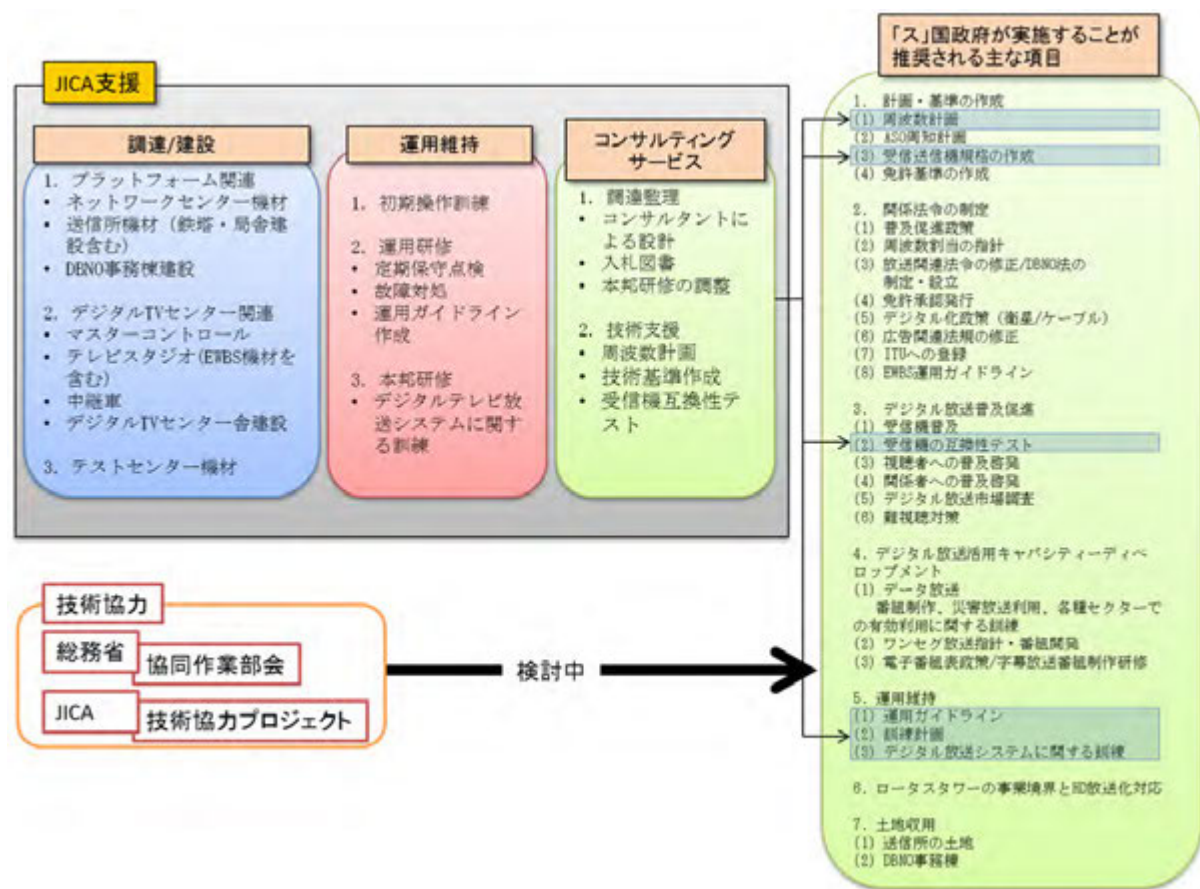 JICA支援
調達/建設
1. プラットフォーム関連
• ネットワークセンター機材
• 送信所機材（鉄塔・局舎建
設含む）
• DBNO事務棟建設
2. デジタルTVセンター関連
• マスターコントロール
• テレビスタジオ(EWBS機材を
含む)
• 中継車
• デジタルTVセンター舎建設
3. テストセンター機材
運用維持
1. 初期操作訓練
2. 運用研修
• 定期保守点検
• 故障対処
• 運用ガイドライン
作成
3. 本邦研修
• デジタルテレビ放
送システムに関す
る訓練
コンサルティング
サービス
1. 調達監理
• コンサルタントに
よる設計
• 入札図書
• 本邦研修の調整
2. 技術支援
• 周波数計画
• 技術基準作成
• 受信機互換性テ
スト
「ス」国政府が実施することが
推奨される主な項目
1. 計画・基準の作成
(1) 周波数計画
(2) ASO周知計画
(3) 受信送信機規格の作成
(4) 免許基準の作成
2. 関係法令の制定
(1) 普及促進政策
(2) 周波数割当の指針
(3) 放送関連法令の修正/DBNO法の
制定・設立
(4) 免許承認発行
(5) デジタル化政策（衛星/ケーブル）
(6) 広告関連法規の修正
(7) ITUへの登録
(8) EWBS運用ガイドライン
3. デジタル放送普及促進
(1) 受信機普及
(2) 受信機の互換性テスト
(3) 視聴者への普及啓発
(4) 関係者への普及啓発
(5) デジタル放送市場調査
(6) 難視聴対策
4. デジタル放送活用キャパシティーディベ
ロップメント
(1) データ放送
番組制作、災害放送利用、各種セクターで
の有効利用に関する訓練
(2) ワンセグ放送指針・番組開発
(3) 電子番組表政策/字幕放送番組制作研修
5. 運用維持
(1) 運用ガイドライン
(2) 訓練計画
(3) デジタル放送システムに関する訓練
6. ロータスタワーの事業境界とHD放送化対応
7. 土地収用
(1) 送信所の土地
(2) DBNO事務棟
技術協力
総務省
協同作業部会
JICA
技術協力プロジェクト
検討中